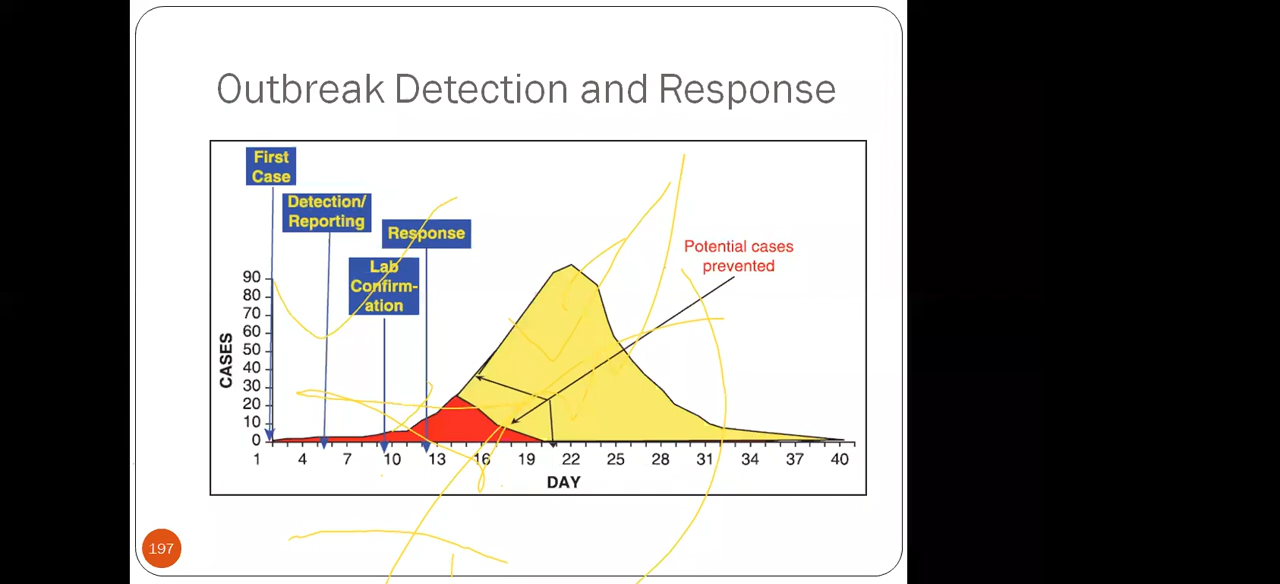 Outbreak Detection and Response
First
Case
Detection/
Reporting
Response
Lab
Confirm-
ation
Potential cases
prevented
90
80
70
60
50
40
30
20
10
0
CASES
1 4 7 10 13 16 19 22 25 28 31 34 37 40
DAY
197